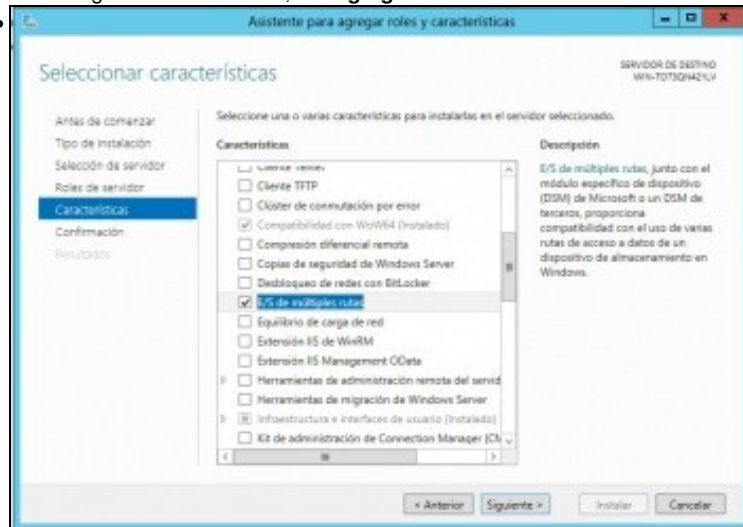 Asistente para agregar roles y características
Seleccionar características
SERVIDOR DE DESTINO
Antes de comenzar
Tipo de instalación
Selección de servidor
Roles de servidor
Características
Confirmación
Resultados
Seleccione una o varias características para instalarlas en el servidor seleccionado.
Características
Cliente Telnet
Cliente TFTP
Clúster de conmutación por error
Compatibilidad con WoW64 (Instalado)
Compresión diferencial remota
Copias de seguridad de Windows Server
Desbloqueo de redes con BitLocker
E/S de múltiples rutas
Equilibrio de carga de red
Extensión IIS de WinRM
Extensión IIS Management OData
Herramientas de administración remota del servid
Herramientas de migración de Windows Server
Infraestructura e interfaces de usuario (Instalado)
Kit de administración de Connection Manager (CM
Descripción
E/S de múltiples rutas, junto con el
módulo específico de dispositivo
(DSM) de Microsoft o un DSM de
terceros, proporciona
compatibilidad con el uso de varias
rutas de acceso a datos de un
dispositivo de almacenamiento en
Windows.
< Anterior
Siguiente >
Instalar
Cancelar